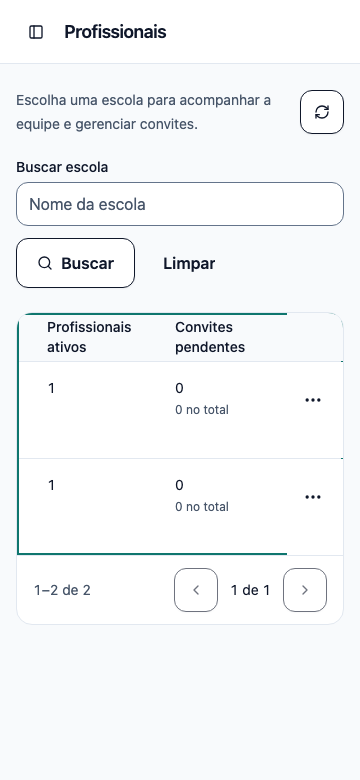 Profissionais
Escolha uma escola para acompanhar a
equipe e gerenciar convites.
Buscar escola
Nome da escola
Buscar Limpar
Profissionais ativos Convites pendentes
1 0
0 no total
1 0
0 no total
1–2 de 2 1 de 1